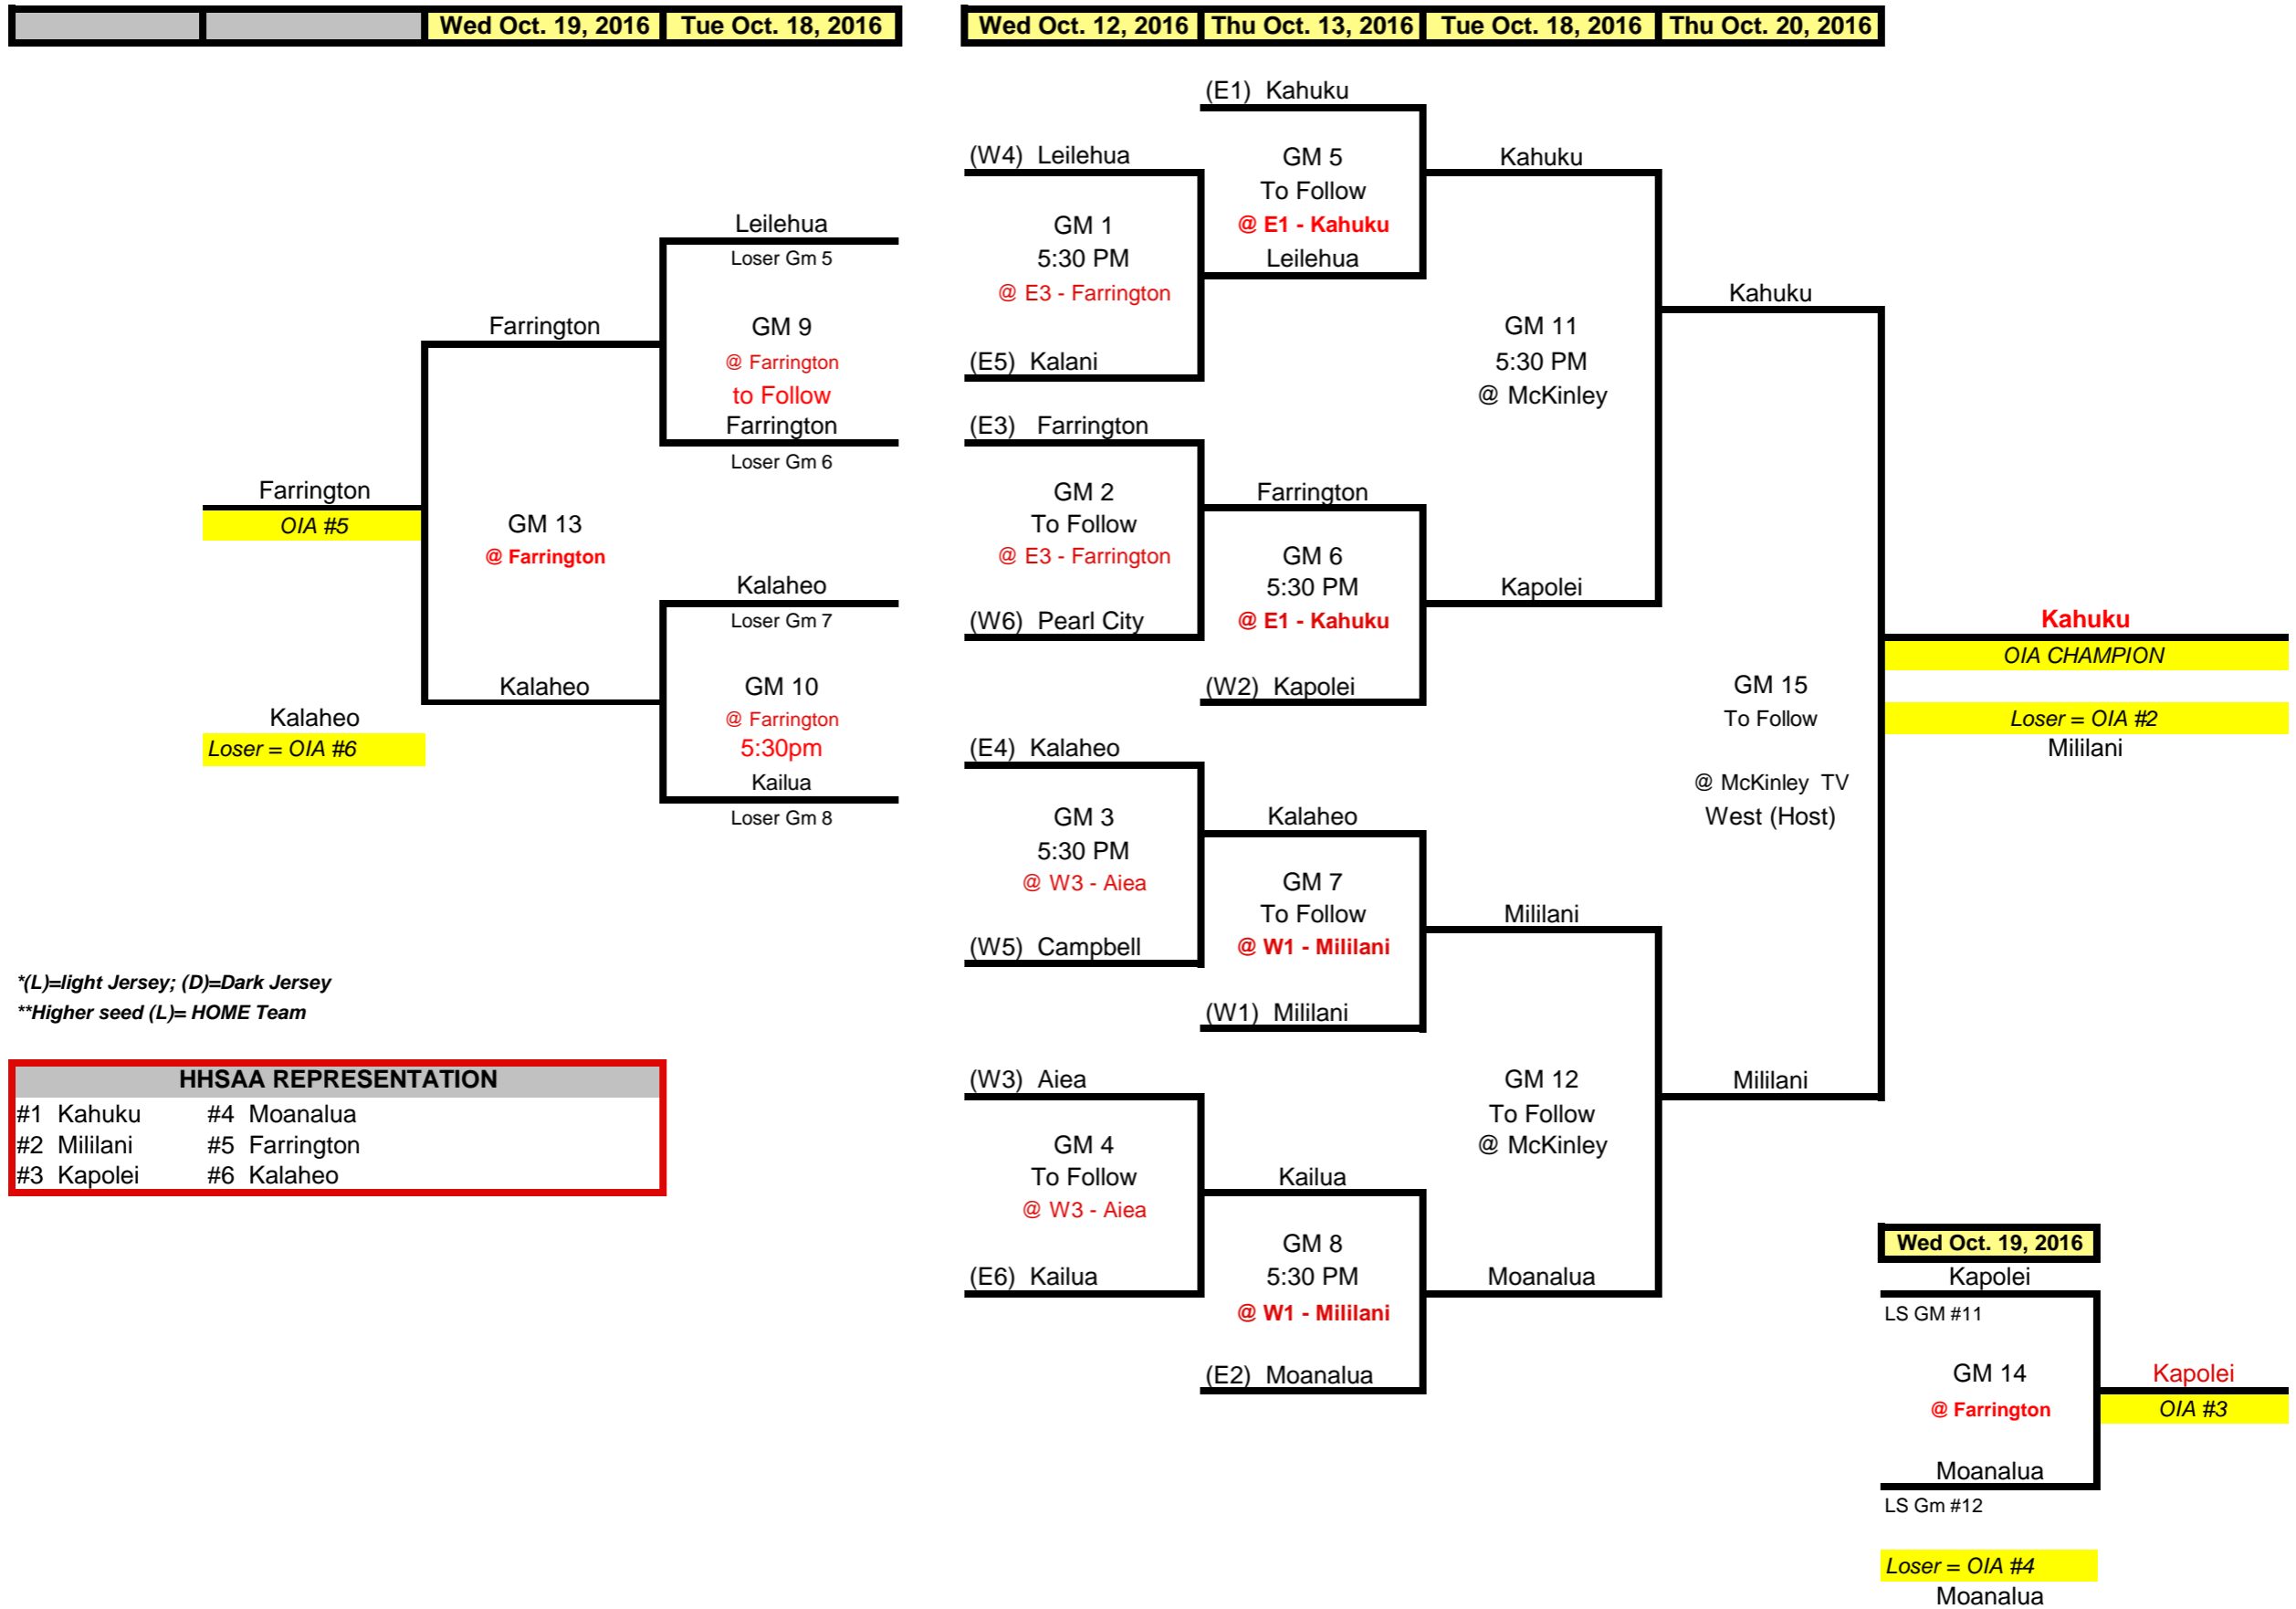 Wed Oct. 19, 2016 Tue Oct. 18, 2016 Wed Oct. 12, 2016 Thu Oct. 13, 2016 Tue Oct. 18, 2016 Thu Oct. 20, 2016
(E1) Kahuku
(W4) Leilehua GM 5 Kahuku
To Follow
Leilehua GM 1 @ E1 - Kahuku
Loser Gm 5 5:30 PM Leilehua
@ E3 - Farrington Kahuku
Farrington GM 9 GM 11
@ Farrington (E5) Kalani 5:30 PM
to Follow @ McKinley
Farrington (E3) Farrington
Loser Gm 6
Farrington GM 2 Farrington
OIA #5 GM 13 To Follow
@ Farrington @ E3 - Farrington GM 6
Kalaheo 5:30 PM Kapolei
Loser Gm 7 (W6) Pearl City @ E1 - Kahuku Kahuku
OIA CHAMPION
Kalaheo GM 10 (W2) Kapolei GM 15
Kalaheo @ Farrington To Follow Loser = OIA #2
Loser = OIA #6 5:30pm (E4) Kalaheo Mililani
Kailua @ McKinley TV
Loser Gm 8 GM 3 Kalaheo West (Host)
5:30 PM
@ W3 - Aiea GM 7
To Follow Mililani
(W5) Campbell @ W1 - Mililani
*(L)=light Jersey; (D)=Dark Jersey
**Higher seed (L)= HOME Team (W1) Mililani
HHSAA REPRESENTATION (W3) Aiea GM 12 Mililani
#1 Kahuku #4 Moanalua To Follow
#2 Mililani #5 Farrington GM 4 @ McKinley
#3 Kapolei #6 Kalaheo To Follow Kailua
@ W3 - Aiea
GM 8 Wed Oct. 19, 2016
(E6) Kailua 5:30 PM Moanalua Kapolei
@ W1 - Mililani LS GM #11
(E2) Moanalua GM 14 Kapolei
@ Farrington OIA #3
Moanalua
LS Gm #12
Loser = OIA #4
Moanalua